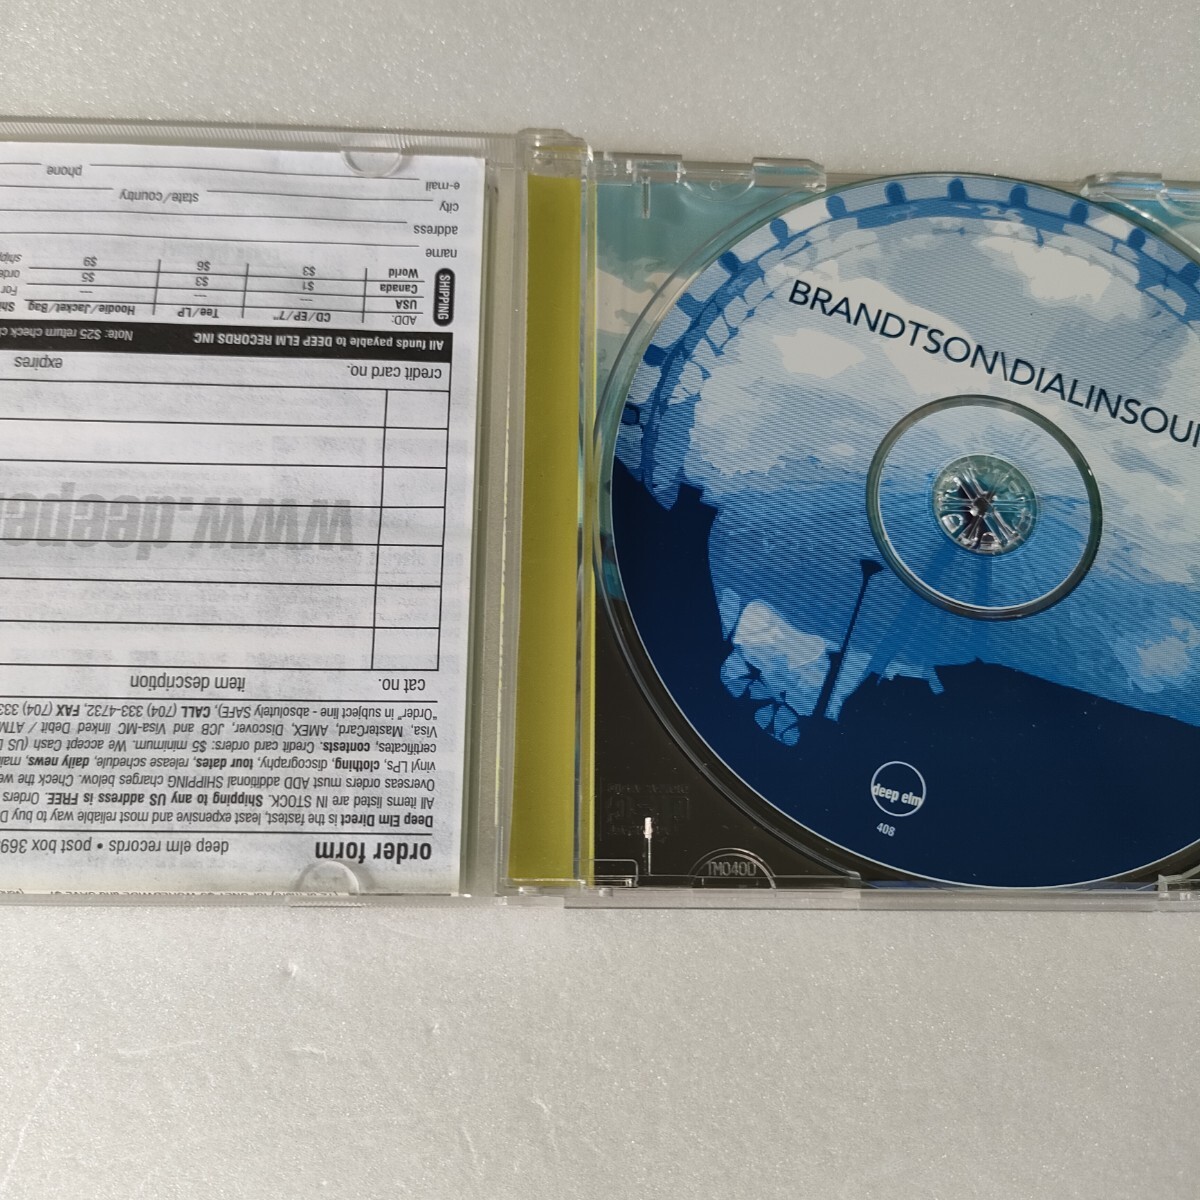 order form deep elm records • post box 369
Deep Elm Direct is the fastest, least expensive and most reliable way to buy D
All items listed are IN STOCK. Shipping to any US address is FREE. Orders
Overseas orders must ADD additional SHIPPING charges below. Check the we
vinyl LPs, clothing, discography, tour dates, release schedule, daily news, mai
certificates, contests. Credit card orders: $5 minimum. We accept Cash (US
Visa, MasterCard, AMEX, Discover, JCB and Visa-MC linked Debit / ATM
"Order" in subject line - absolutely SAFE), CALL (704) 333-4732, FAX (704) 333
cat no. item description
www.deepe
credit card no. expires
All funds payable to DEEP ELM RECORDS INC Note: $25 return check c
SHIPPING
ADD: CD/EP/7" Tee/LP Hoodie/Jacket/Bag Shi
USA — — — For
Canada $1 $3 $5 orde
World $3 $6 $9 ship
name
address
city state/country
e-mail phone
BRANDTSON\DIALINSOU
deep elm
408
TM040D